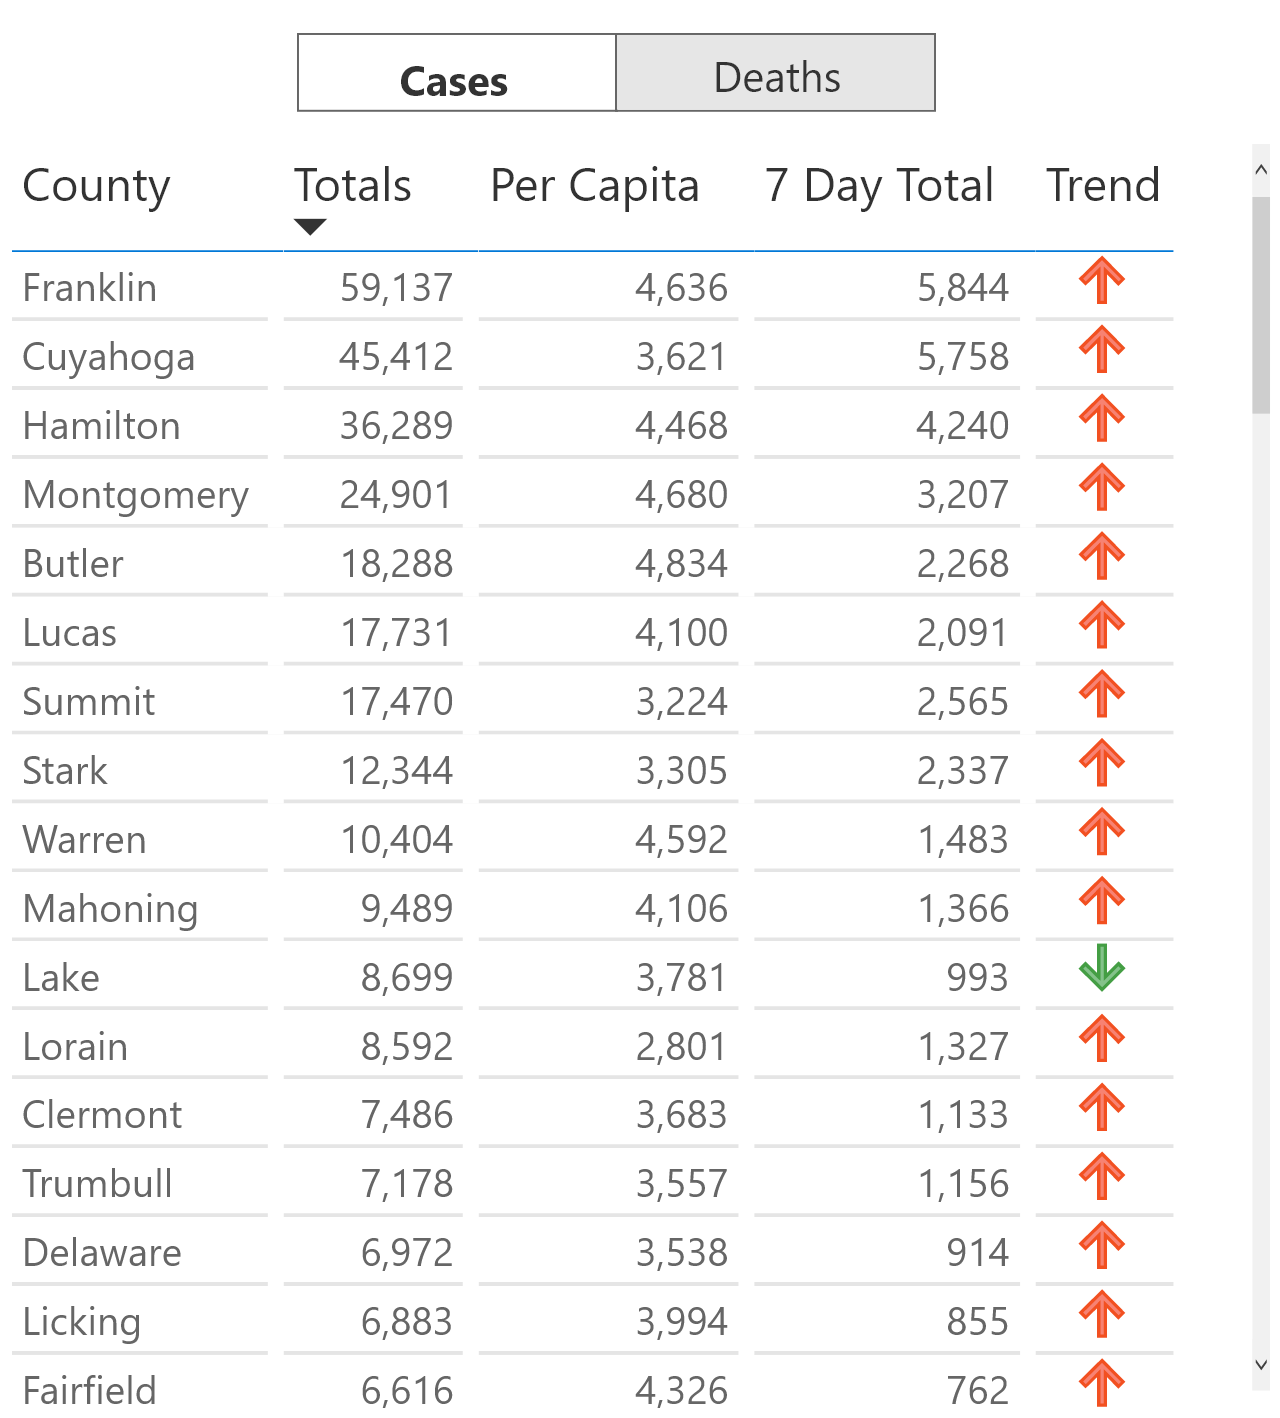 Cases Deaths
County Totals Per Capita 7 Day Total Trend
Franklin 59,137 4,636 5,844
Cuyahoga 45,412 3,621 5,758
Hamilton 36,289 4,468 4,240
Montgomery 24,901 4,680 3,207
Butler 18,288 4,834 2,268
Lucas 17,731 4,100 2,091
Summit 17,470 3,224 2,565
Stark 12,344 3,305 2,337
Warren 10,404 4,592 1,483
Mahoning 9,489 4,106 1,366
Lake 8,699 3,781 993
Lorain 8,592 2,801 1,327
Clermont 7,486 3,683 1,133
Trumbull 7,178 3,557 1,156
Delaware 6,972 3,538 914
Licking 6,883 3,994 855
Fairfield 6,616 4,326 762